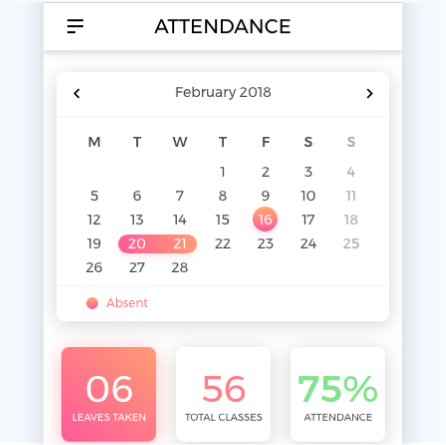 ATTENDANCE
February 2018
M T W T F S S
1 2 3 4
5 6 7 8 9 10 11
12 13 14 15 16 17 18
19 20 21 22 23 24 25
26 27 28
Absent
06 56 75%
LEAVES TAKEN TOTAL CLASSES ATTENDANCE